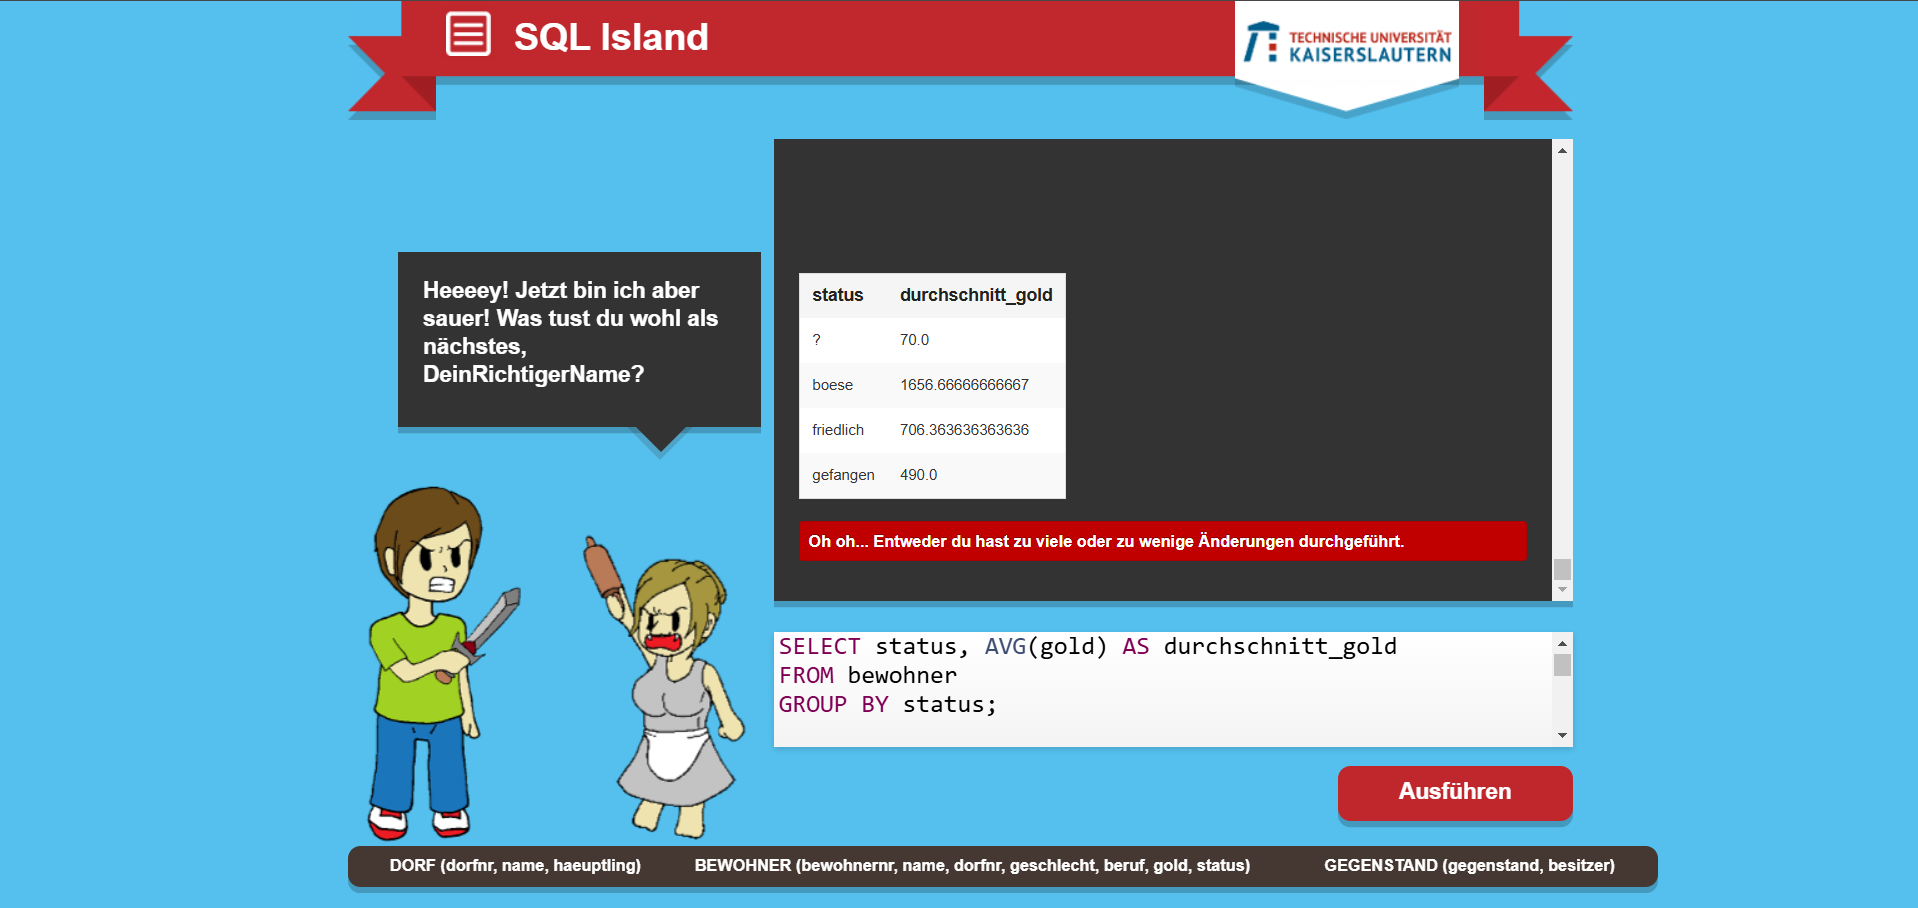 SQL Island
TECHNISCHE UNIVERSITÄT
KAISERSLAUTERN
Heeeey! Jetzt bin ich aber
sauer! Was tust du wohl als
nächstes,
DeinRichtigerName?
status durchschnitt_gold
? 70.0
boese 1656.66666666667
friedlich 706.363636363636
gefangen 490.0
Oh oh... Entweder du hast zu viele oder zu wenige Änderungen durchgeführt.
SELECT status, AVG(gold) AS durchschnitt_gold
FROM bewohner
GROUP BY status;
Ausführen
DORF (dorfnr, name, haeuptling) BEWOHNER (bewohnernr, name, dorfnr, geschlecht, beruf, gold, status) GEGENSTAND (gegenstand, besitzer)